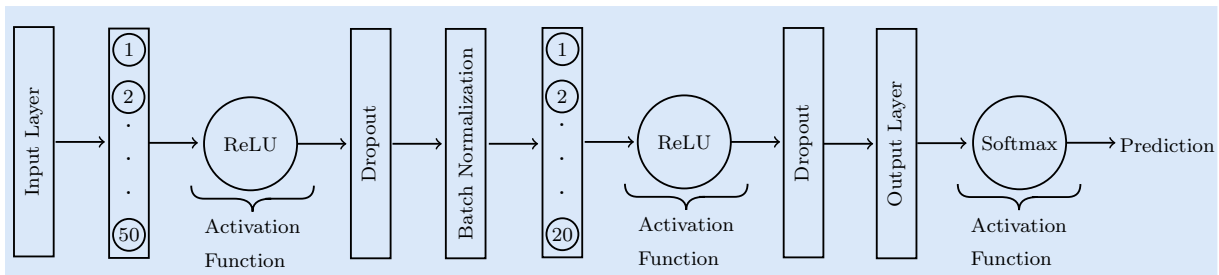 Input Layer
1
2
.
.
.
50
ReLU
Activation
Function
Dropout
Batch Normalization
1
2
.
.
.
20
ReLU
Activation
Function
Dropout
Output Layer
Softmax
Activation
Function
Prediction